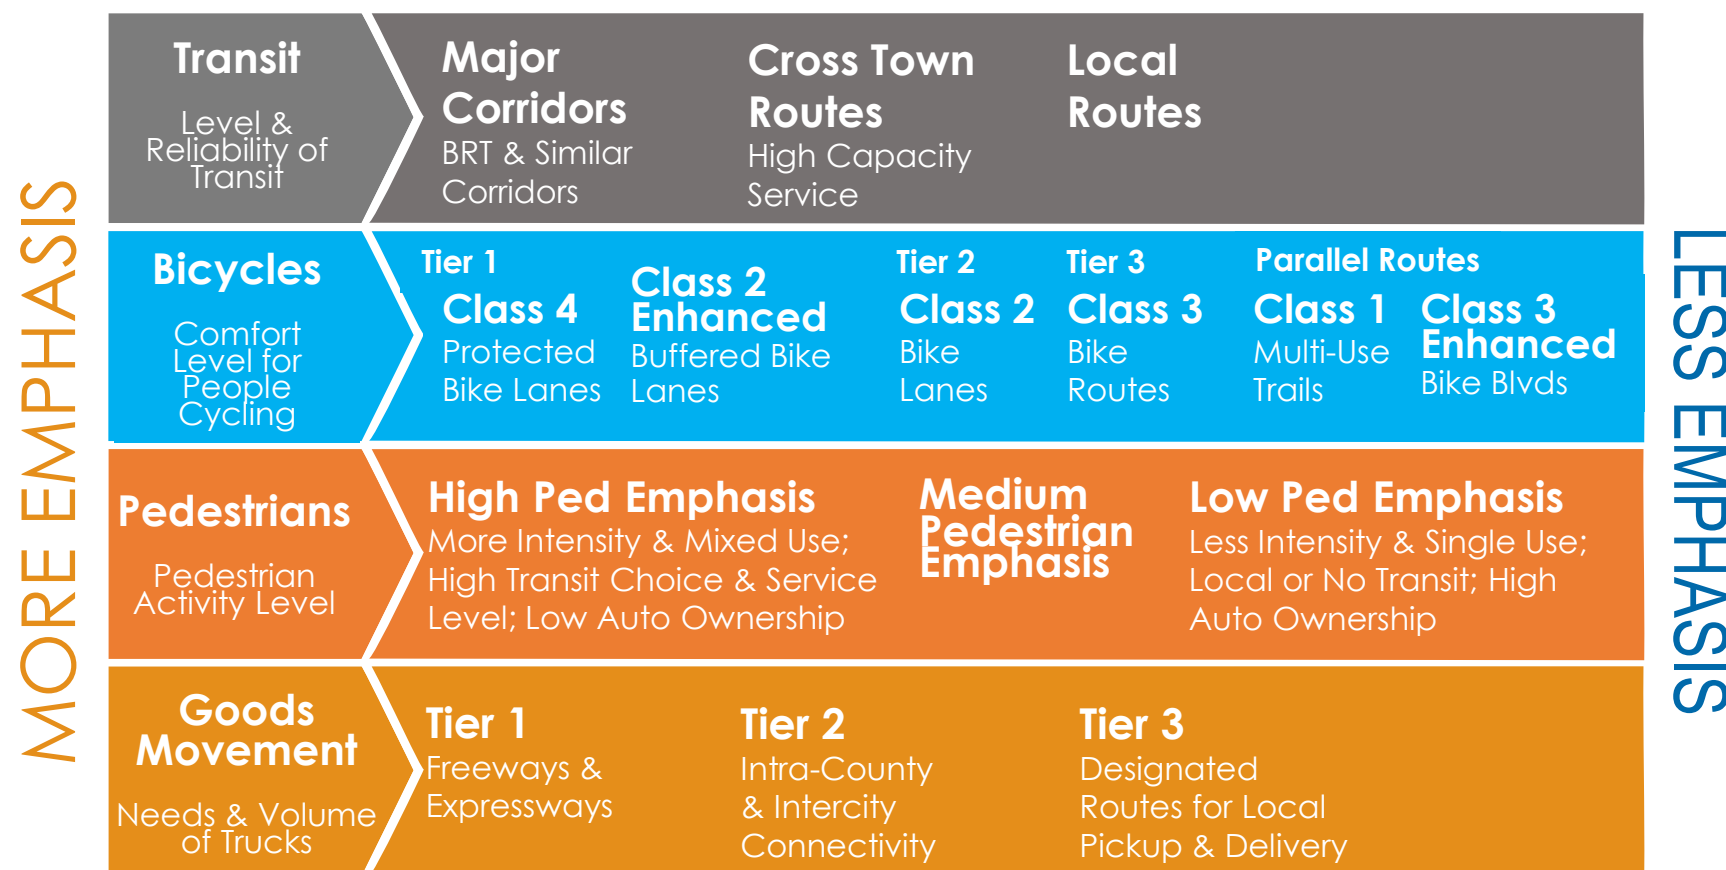 MORE EMPHASIS
Transit
Level &
Reliability of
Transit
Major
Corridors
BRT & Similar
Corridors
Cross Town
Routes
High Capacity
Service
Local
Routes
Bicycles
Comfort
Level for
People
Cycling
Tier 1
Class 4
Protected
Bike Lanes
Class 2
Enhanced
Buffered Bike
Lanes
Tier 2
Class 2
Bike
Lanes
Tier 3
Class 3
Bike
Routes
Parallel Routes
Class 1
Multi-Use
Trails
Class 3
Enhanced
Bike Blvds
Pedestrians
Pedestrian
Activity Level
High Ped Emphasis
More Intensity & Mixed Use;
High Transit Choice & Service
Level; Low Auto Ownership
Medium
Pedestrian
Emphasis
Low Ped Emphasis
Less Intensity & Single Use;
Local or No Transit; High
Auto Ownership
Goods
Movement
Needs & Volume
of Trucks
Tier 1
Freeways &
Expressways
Tier 2
Intra-County
& Intercity
Connectivity
Tier 3
Designated
Routes for Local
Pickup & Delivery
LESS EMPHASIS